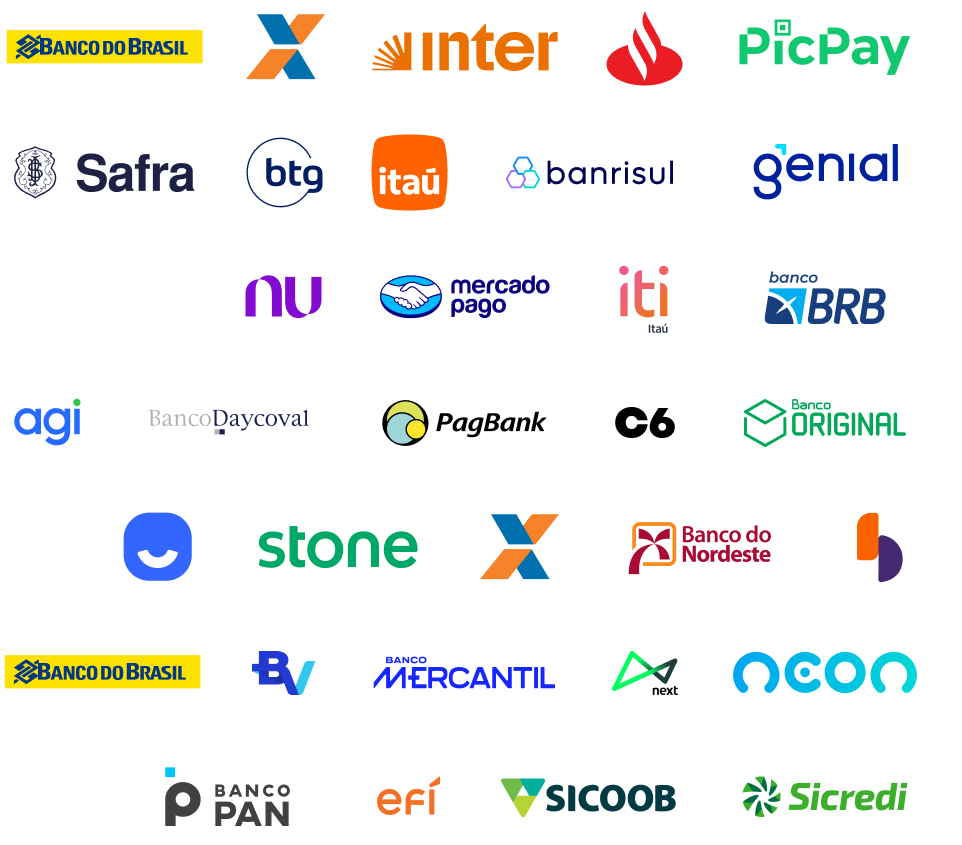 BANCO DO BRASIL
inter
PicPay
Safra
btg
itaú
banrisul
genial
nu
mercado
pago
iti
Itaú
banco
BRB
agi
BancoDaycoval
PagBank
C6
Banco
ORIGINAL
stone
Banco do
Nordeste
BANCO DO BRASIL
BV
BANCO
MERCANTIL
next
neon
BANCO
PAN
efí
SICOOB
Sicredi